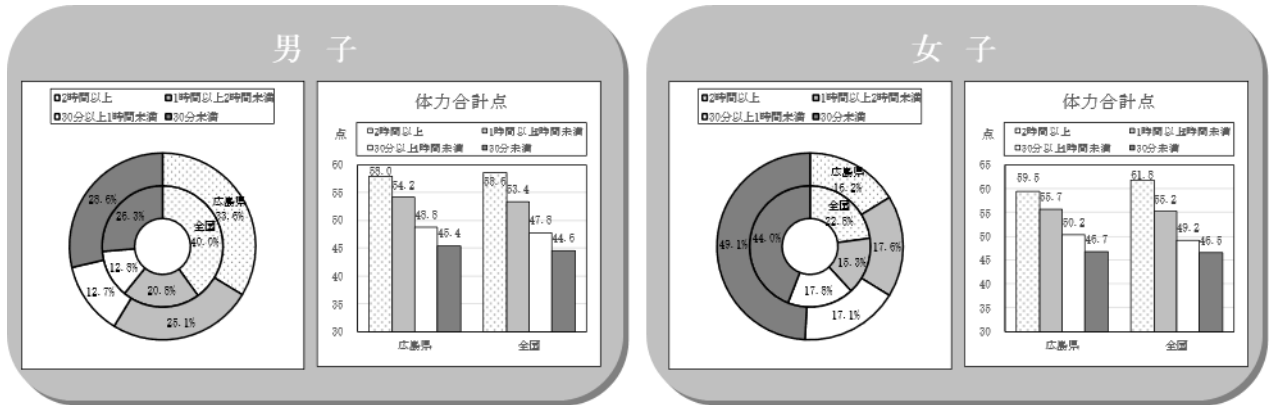 男 子
□2時間以上 ■1時間以上2時間未満
□30分以上1時間未満 ■30分未満
広島県
33.6%
全国
40.0%
28.6%
26.3%
12.8%
20.8%
12.7%
25.1%
体力合計点
点
□2時間以上 □1時間以上2時間未満
□30分以上1時間未満 ■30分未満
60
55
50
45
40
35
30
58.0
54.2
48.8
45.4
58.6
53.4
47.8
44.6
広島県 全国
女 子
□2時間以上 ■1時間以上2時間未満
□30分以上1時間未満 ■30分未満
広島県
16.2%
全国
22.8%
49.1%
44.0%
15.3%
17.6%
17.8%
17.1%
体力合計点
点
□2時間以上 □1時間以上2時間未満
□30分以上1時間未満 ■30分未満
65
60
55
50
45
40
35
30
59.5
55.7
50.2
46.7
61.8
55.2
49.2
46.5
広島県 全国